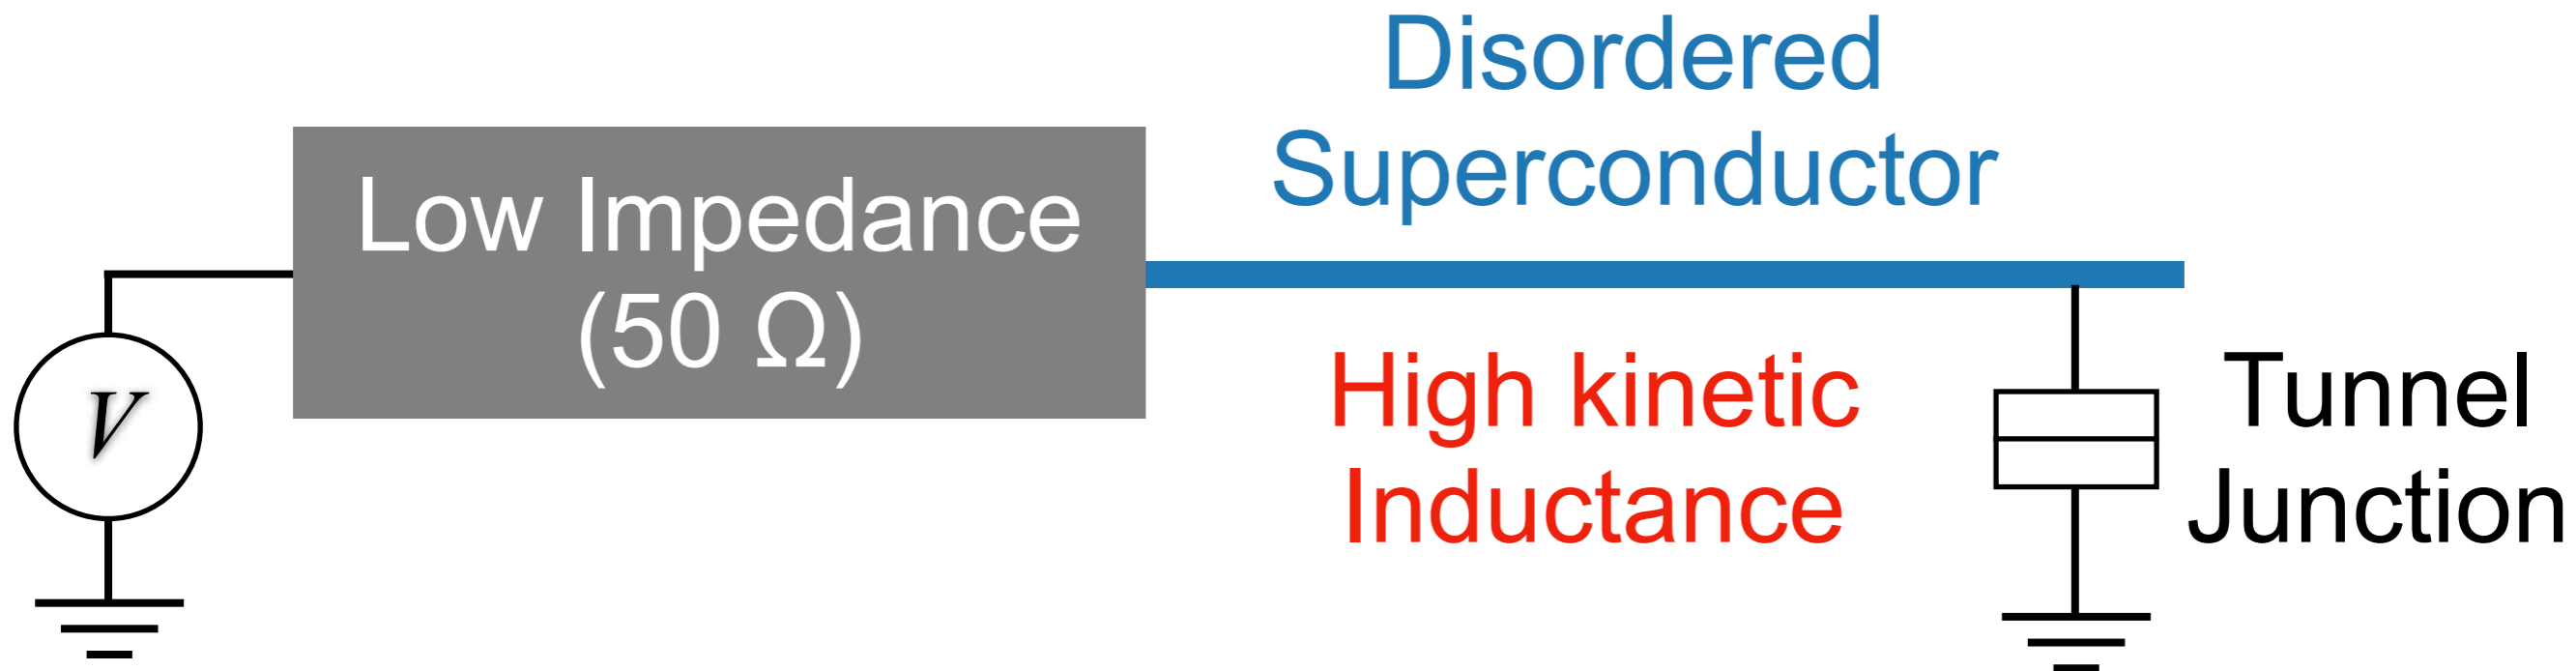 Disordered
Superconductor
Low Impedance
(50 Ω)
V
High kinetic
Inductance
Tunnel
Junction